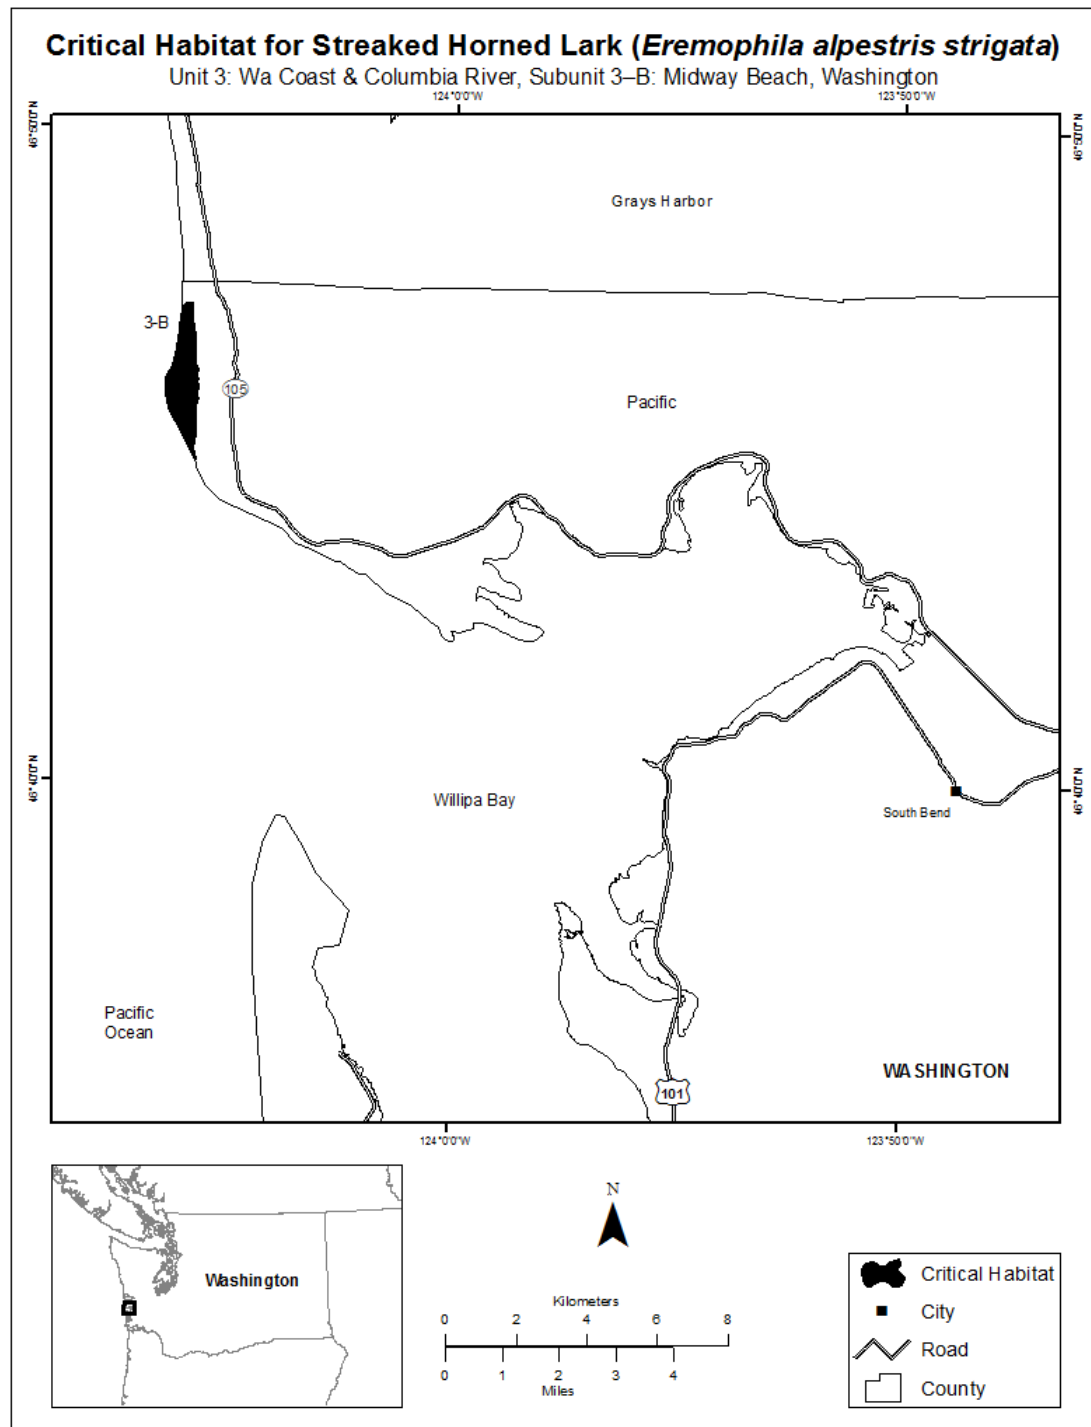 Critical Habitat for Streaked Horned Lark (Eremophila alpestris strigata)
Unit 3: Wa Coast & Columbia River, Subunit 3–B: Midway Beach, Washington
124°0'0"W
123°50'0"W
46°50'0"N
46°50'0"N
Grays Harbor
3-B
105
Pacific
46°40'0"N
46°40'0"N
Willipa Bay
South Bend
Pacific
Ocean
WASHINGTON
101
124°0'0"W
123°50'0"W
Washington
N
Kilometers
0 2 4 6 8
0 1 2 3 4
Miles
Critical Habitat
City
Road
County